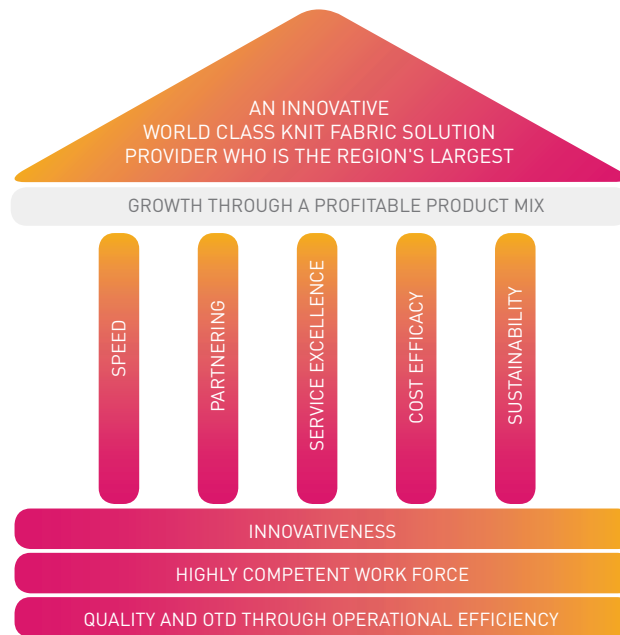 AN INNOVATIVE
WORLD CLASS KNIT FABRIC SOLUTION
PROVIDER WHO IS THE REGION'S LARGEST
GROWTH THROUGH A PROFITABLE PRODUCT MIX
SPEED
PARTNERING
SERVICE EXCELLENCE
COST EFFICACY
SUSTAINABILITY
INNOVATIVENESS
HIGHLY COMPETENT WORK FORCE
QUALITY AND OTD THROUGH OPERATIONAL EFFICIENCY